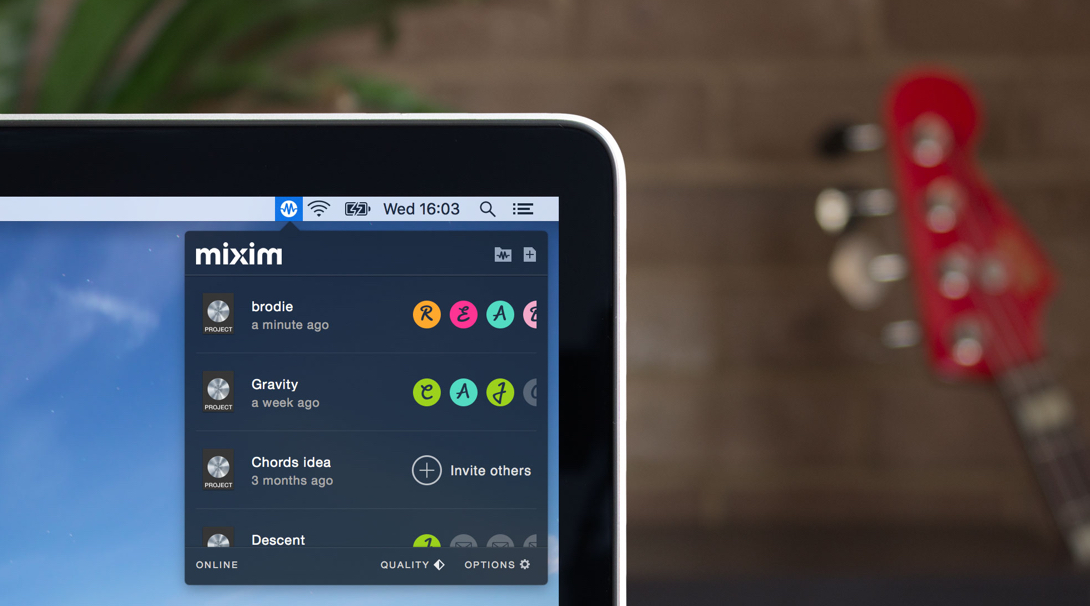 Wed 16:03
mixim
PROJECT
brodie
a minute ago
R E A
PROJECT
Gravity
a week ago
C A J
PROJECT
Chords idea
3 months ago
Invite others
Descent
J
ONLINE
QUALITY
OPTIONS